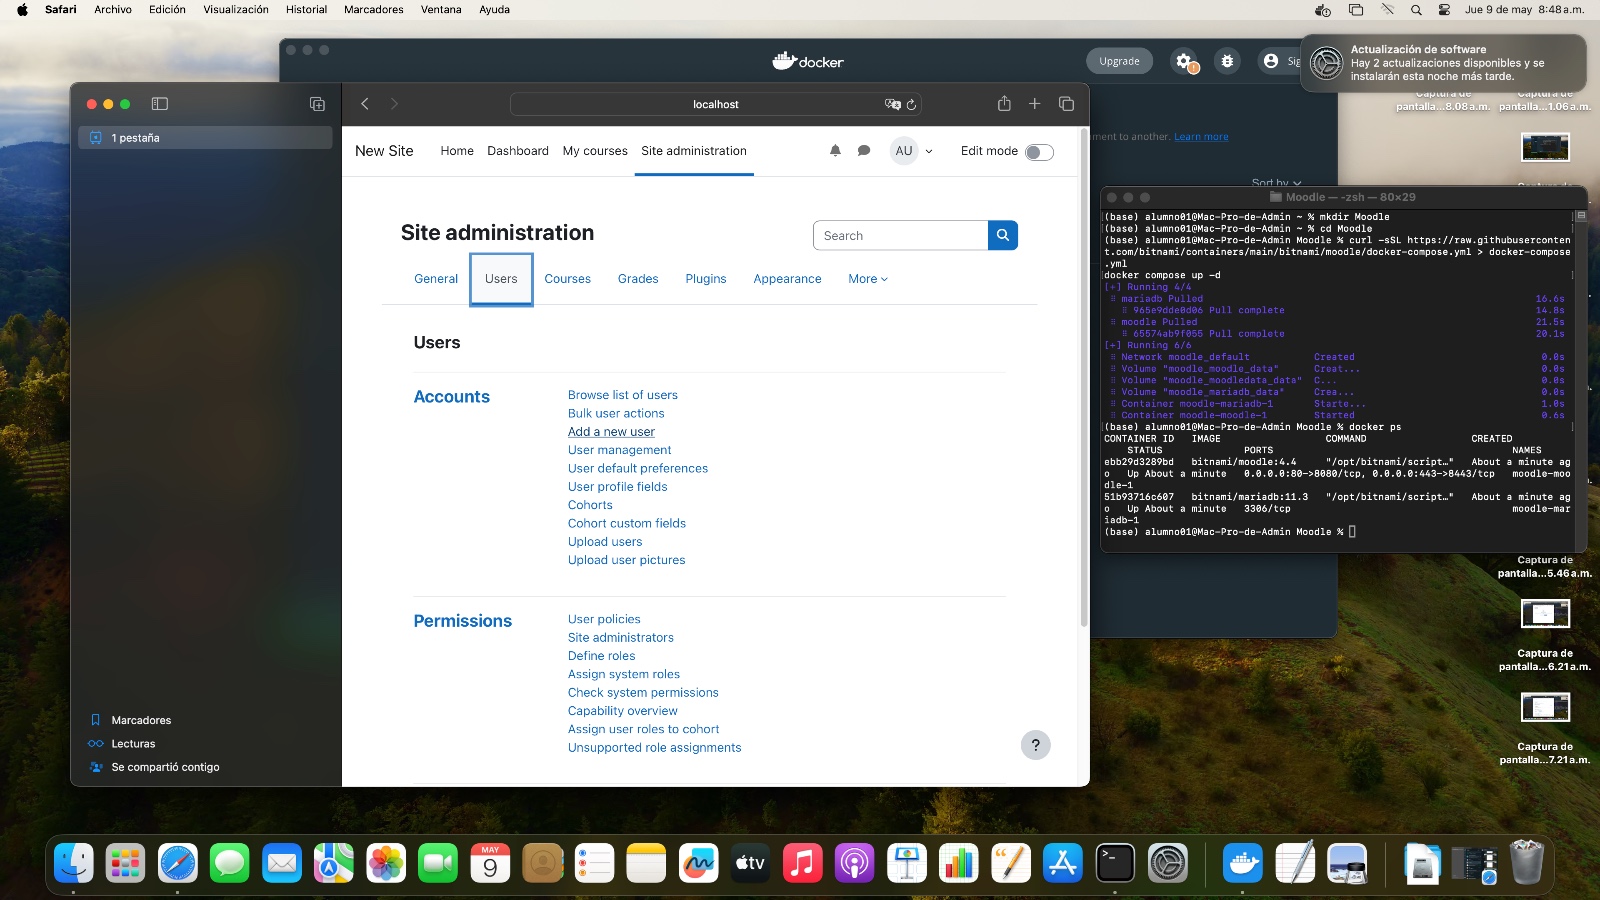 Safari Archivo Edición Visualización Historial Marcadores Ventana Ayuda Jue 9 de may 8:48 a.m.
docker
Upgrade
Sig
Actualización de software
Hay 2 actualizaciones disponibles y se
instalarán esta noche más tarde.
Captura de
pantalla...8.08 a.m.
Captura de
pantalla...1.06 a.m.
ment to another. Learn more
Sort by
1 pestaña
localhost
New Site Home Dashboard My courses Site administration AU Edit mode
Site administration
Search
General Users Courses Grades Plugins Appearance More
Users
Accounts
Browse list of users
Bulk user actions
Add a new user
User management
User default preferences
User profile fields
Cohorts
Cohort custom fields
Upload users
Upload user pictures
Permissions
User policies
Site administrators
Define roles
Assign system roles
Check system permissions
Capability overview
Assign user roles to cohort
Unsupported role assignments
?
Marcadores
Lecturas
Se compartió contigo
Moodle — -zsh — 80×29
(base) alumno01@Mac-Pro-de-Admin ~ % mkdir Moodle
(base) alumno01@Mac-Pro-de-Admin ~ % cd Moodle
(base) alumno01@Mac-Pro-de-Admin Moodle % curl -sSL https://raw.githubuserconten
t.com/bitnami/containers/main/bitnami/moodle/docker-compose.yml > docker-compose
.yml
docker compose up -d
[+] Running 4/4
mariadb Pulled 16.6s
965e9dde0d06 Pull complete 14.8s
moodle Pulled 21.5s
65574ab9f055 Pull complete 20.1s
[+] Running 6/6
Network moodle_default Created 0.0s
Volume "moodle_moodle_data" Creat... 0.0s
Volume "moodle_moodledata_data" C... 0.0s
Volume "moodle_mariadb_data" Crea... 0.0s
Container moodle-mariadb-1 Starte... 1.0s
Container moodle-moodle-1 Started 0.6s
(base) alumno01@Mac-Pro-de-Admin Moodle % docker ps
CONTAINER ID IMAGE COMMAND CREATED
STATUS PORTS NAMES
ebb29d3289bd bitnami/moodle:4.4 "/opt/bitnami/script…" About a minute ag
o Up About a minute 0.0.0.0:80->8080/tcp, 0.0.0.0:443->8443/tcp moodle-moo
dle-1
51b93716c607 bitnami/mariadb:11.3 "/opt/bitnami/script…" About a minute ag
o Up About a minute 3306/tcp moodle-mar
iadb-1
(base) alumno01@Mac-Pro-de-Admin Moodle %
Captura de
pantalla...5.46 a.m.
Captura de
pantalla...6.21 a.m.
Captura de
pantalla...7.21 a.m.
MAY
9
tv